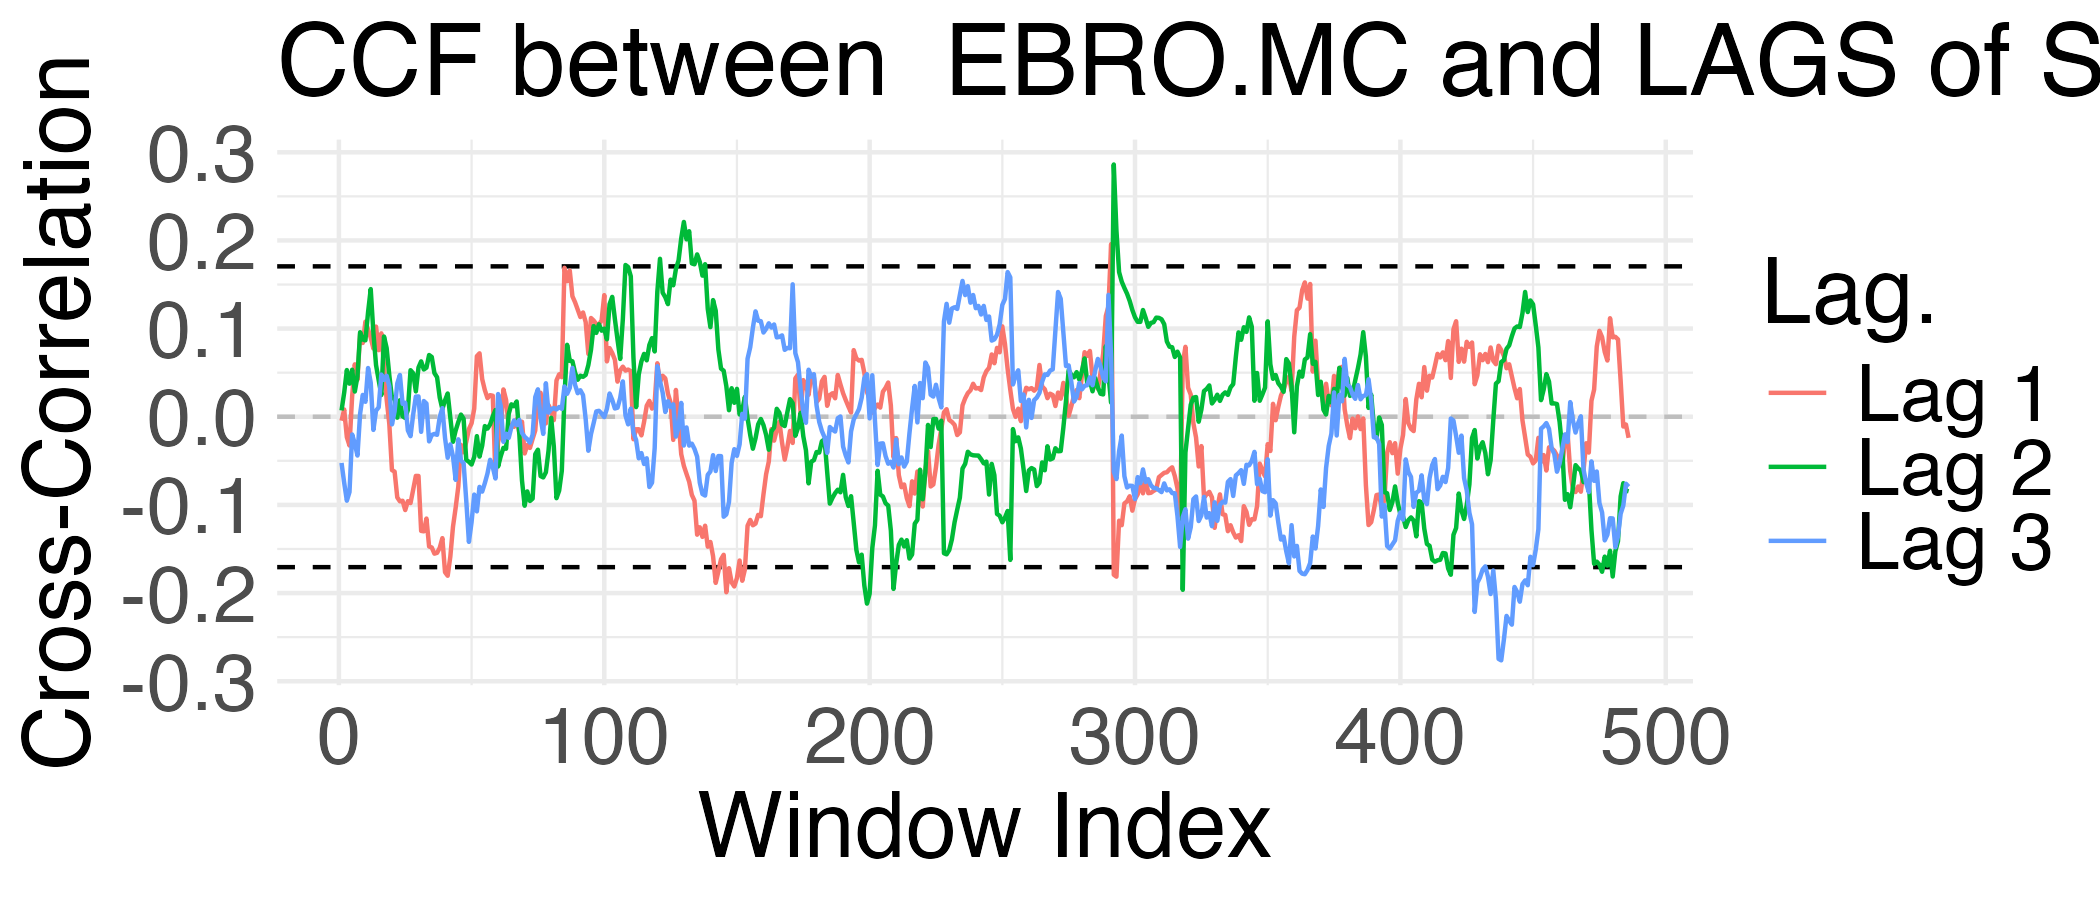 CCF between EBRO.MC and LAGS of S
Cross-Correlation
0.3
0.2
0.1
0.0
-0.1
-0.2
-0.3
0 100 200 300 400 500
Window Index
Lag.
Lag 1
Lag 2
Lag 3